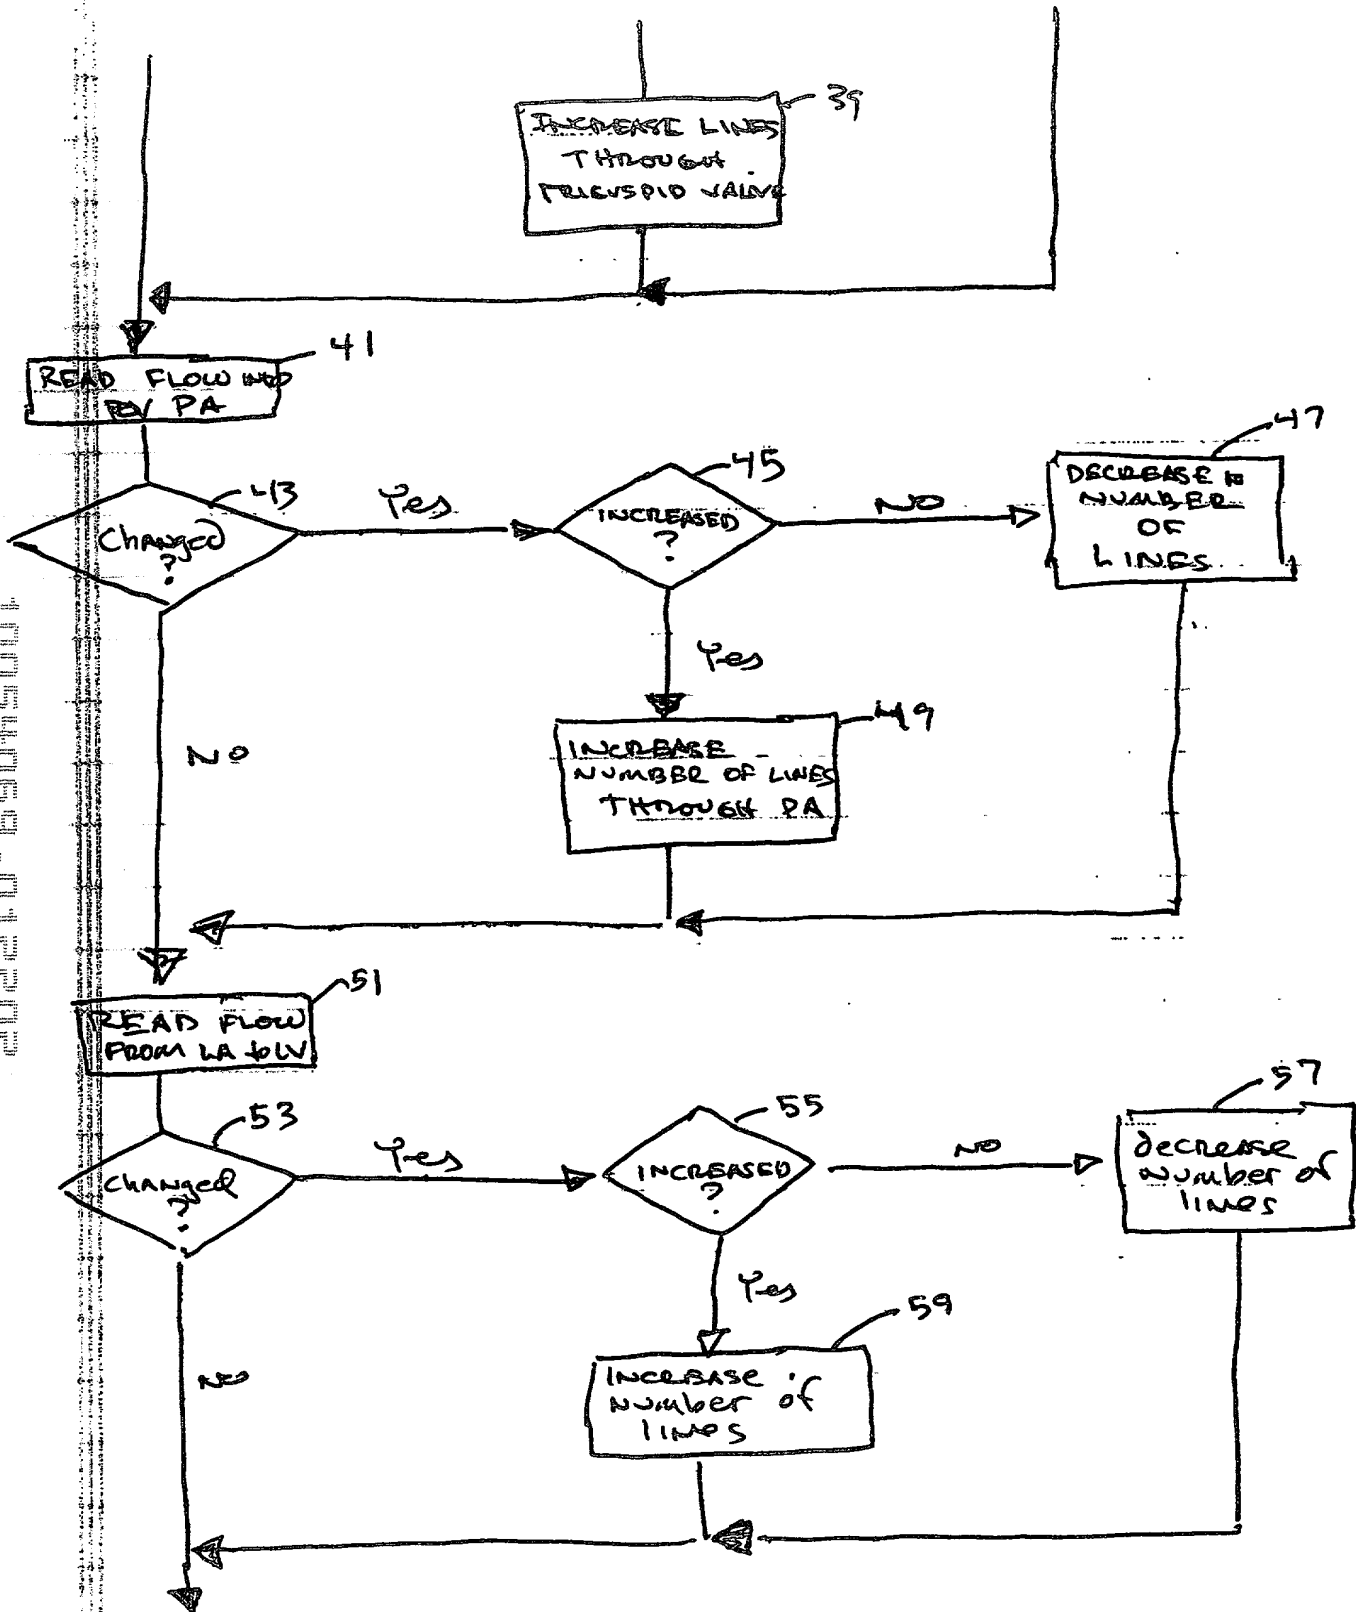 39
INCREASE LINES
THROUGH
TRICUSPID VALVE
41
READ FLOW INTO
PA
43
Changed
?
Yes
45
INCREASED
?
NO
47
DECREASE
NUMBER
OF
LINES
Yes
NO
49
INCREASE
NUMBER OF LINES
THROUGH PA
51
READ FLOW
FROM LA to LV
53
changed
?
Yes
55
INCREASED
?
NO
57
decrease
Number of
lines
Yes
NO
59
INCREASE
Number of
lines